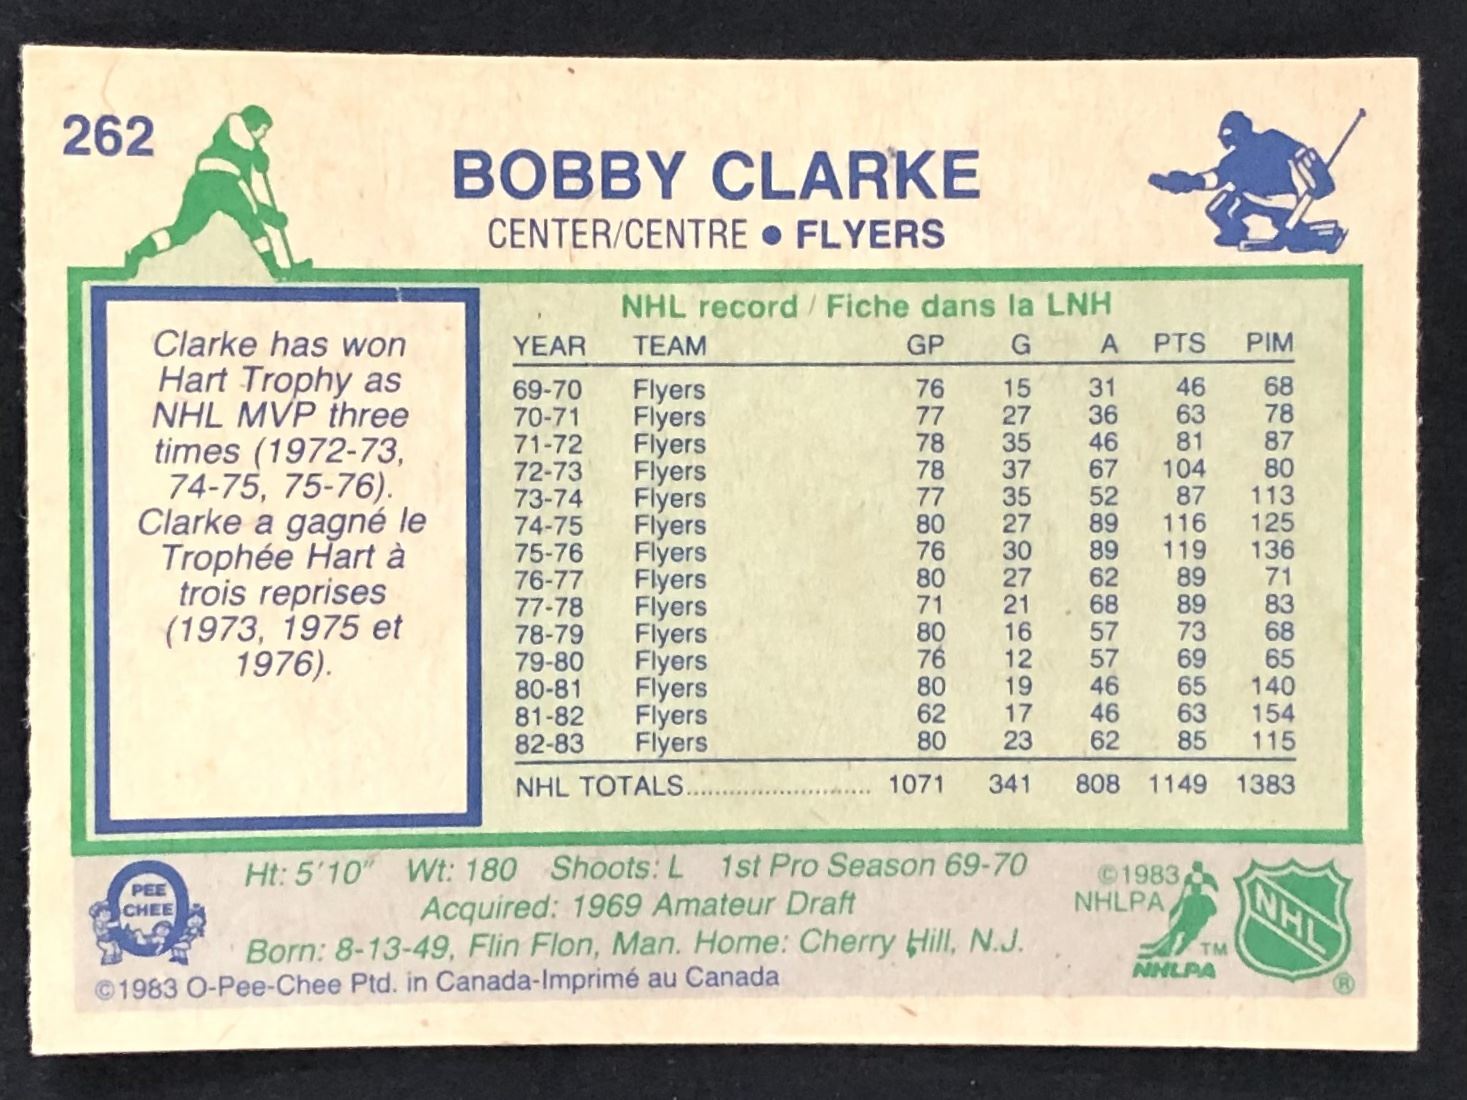 262
BOBBY CLARKE
CENTER/CENTRE ● FLYERS
Clarke has won
Hart Trophy as
NHL MVP three
times (1972-73,
74-75, 75-76).
Clarke a gagné le
Trophée Hart à
trois reprises
(1973, 1975 et
1976).
NHL record / Fiche dans la LNH
YEAR TEAM GP G A PTS PIM
69-70 Flyers 76 15 31 46 68
70-71 Flyers 77 27 36 63 78
71-72 Flyers 78 35 46 81 87
72-73 Flyers 78 37 67 104 80
73-74 Flyers 77 35 52 87 113
74-75 Flyers 80 27 89 116 125
75-76 Flyers 76 30 89 119 136
76-77 Flyers 80 27 62 89 71
77-78 Flyers 71 21 68 89 83
78-79 Flyers 80 16 57 73 68
79-80 Flyers 76 12 57 69 65
80-81 Flyers 80 19 46 65 140
81-82 Flyers 62 17 46 63 154
82-83 Flyers 80 23 62 85 115
NHL TOTALS.......................... 1071 341 808 1149 1383
PEE
CHEE
Ht: 5'10" Wt: 180 Shoots: L 1st Pro Season 69-70
Acquired: 1969 Amateur Draft
Born: 8-13-49, Flin Flon, Man. Home: Cherry Hill, N.J.
©1983 O-Pee-Chee Ptd. in Canada-Imprimé au Canada
©1983
NHLPA
TM
NHLPA
NHL
®